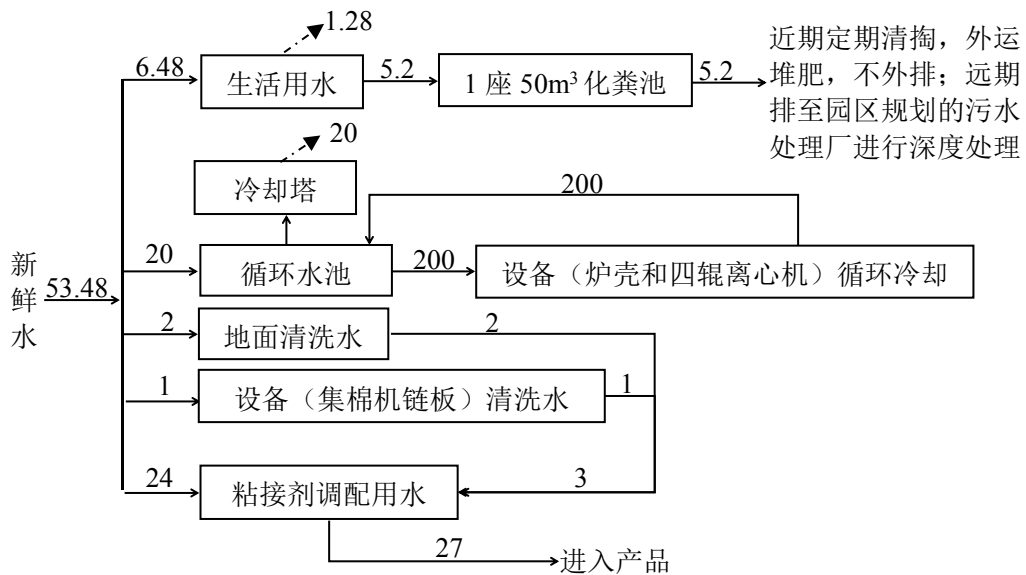 1.28
6.48
生活用水
5.2
1 座 50m³化粪池
5.2
近期定期清掏，外运
堆肥，不外排；远期
排至园区规划的污水
处理厂进行深度处理
20
冷却塔
200
新
鲜
水
53.48
20
循环水池
200
设备（炉壳和四辊离心机）循环冷却
2
地面清洗水
2
1
设备（集棉机链板）清洗水
1
24
粘接剂调配用水
3
27
进入产品